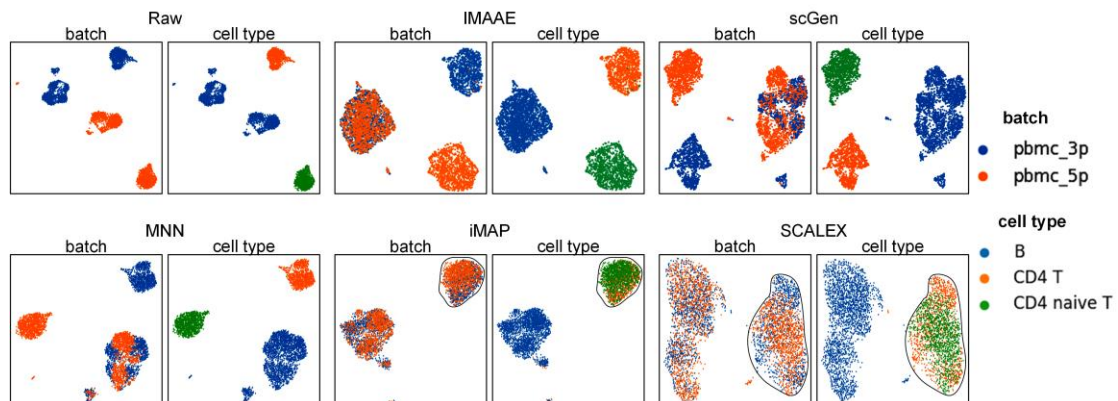 Raw
batch cell type
IMAAE
batch cell type
scGen
batch cell type
batch
pbmc_3p
pbmc_5p
MNN
batch cell type
iMAP
batch cell type
SCALEX
batch cell type
cell type
B
CD4 T
CD4 naive T